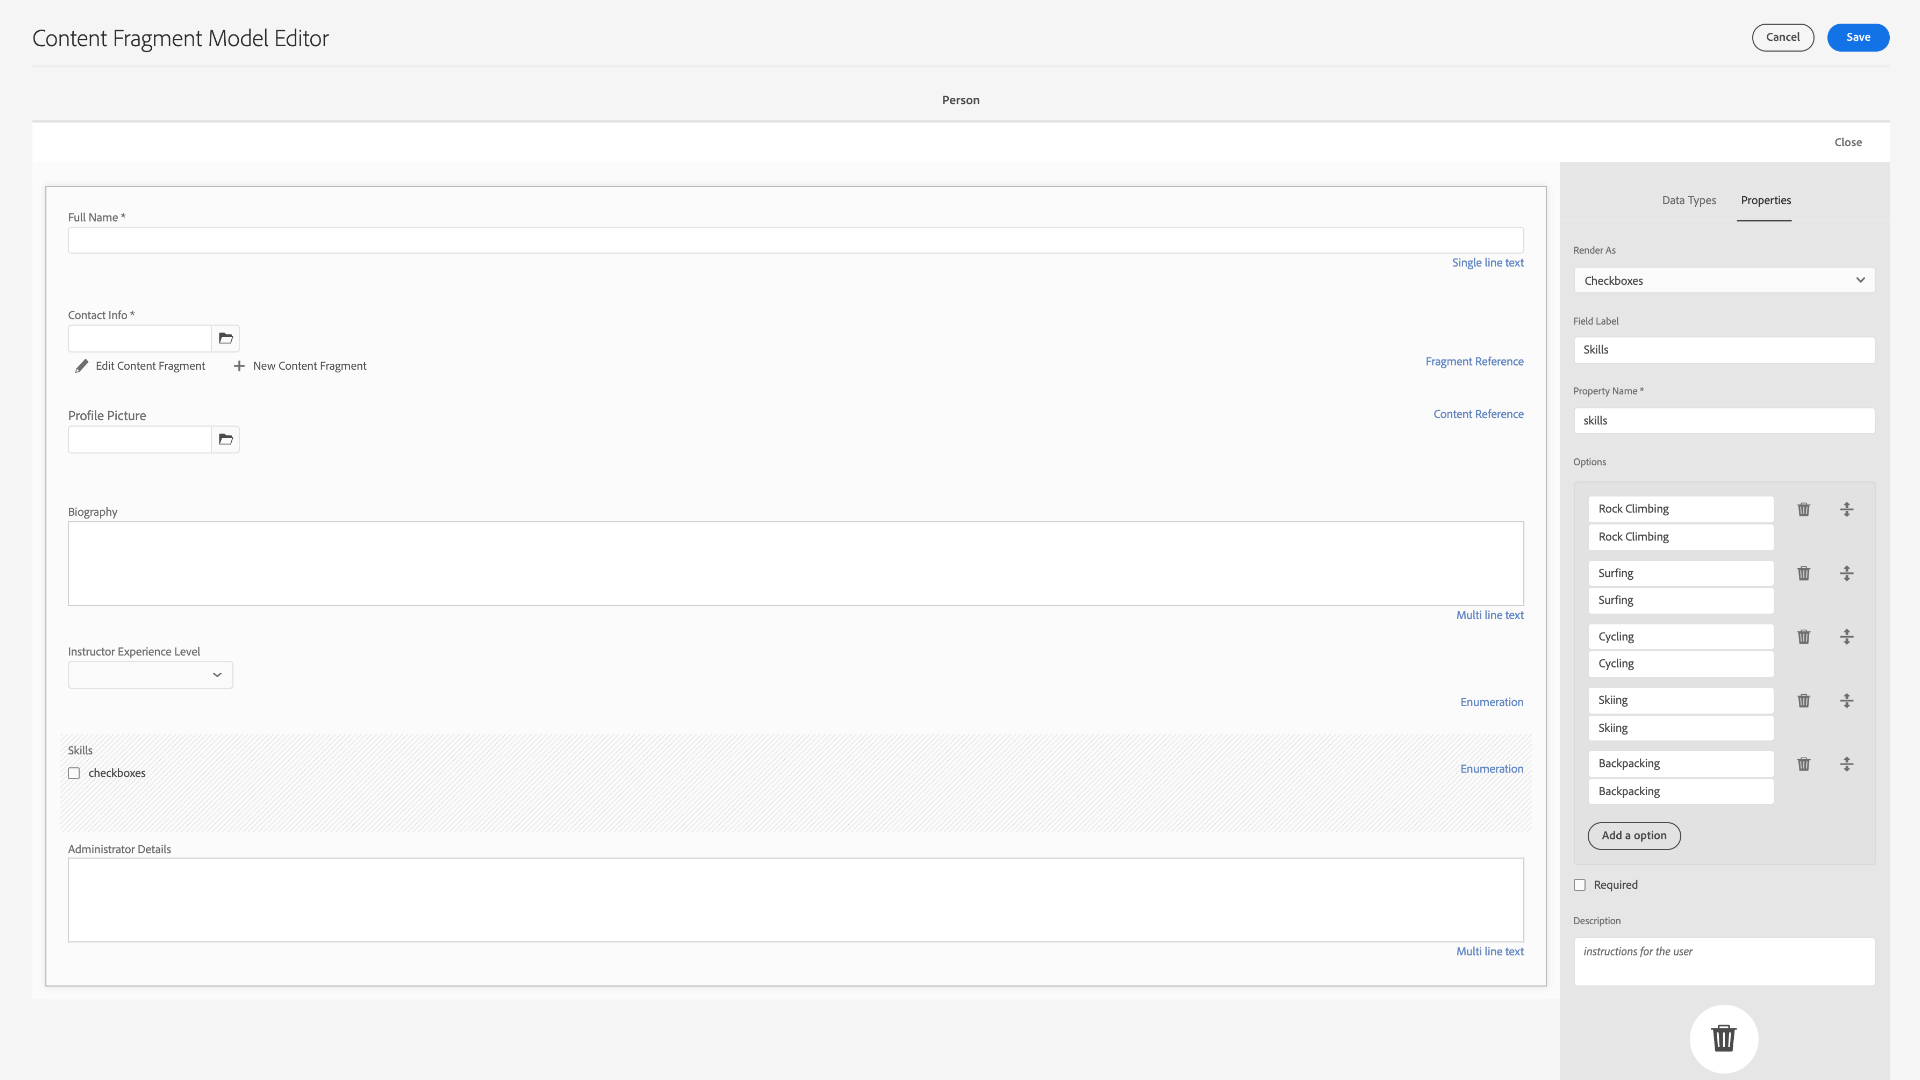 Content Fragment Model Editor
Cancel
Save
Person
Close
Full Name *
Single line text
Contact Info *
Edit Content Fragment
New Content Fragment
Fragment Reference
Profile Picture
Content Reference
Biography
Multi line text
Instructor Experience Level
Enumeration
Skills
checkboxes
Enumeration
Administrator Details
Multi line text
Data Types
Properties
Render As
Checkboxes
Field Label
Skills
Property Name *
skills
Options
Rock Climbing
Rock Climbing
Surfing
Surfing
Cycling
Cycling
Skiing
Skiing
Backpacking
Backpacking
Add a option
Required
Description
instructions for the user